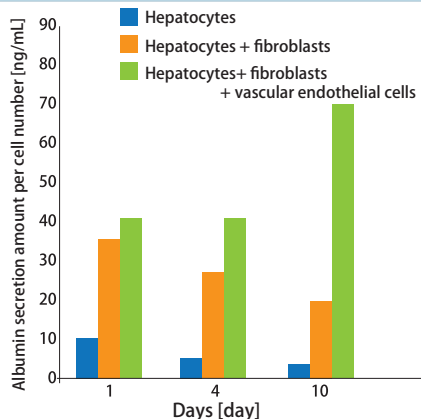 Albumin secretion amount per cell number [ng/mL]
90
80
70
60
50
40
30
20
10
0
Hepatocytes
Hepatocytes + fibroblasts
Hepatocytes+ fibroblasts
+ vascular endothelial cells
1
4
10
Days [day]